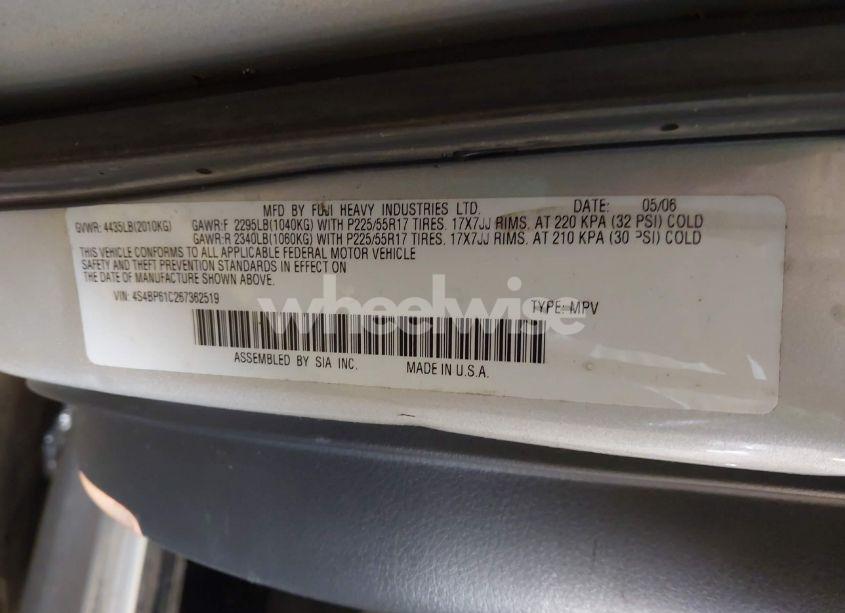 MFD BY FUJI HEAVY INDUSTRIES LTD. DATE: 05/06
GVWR: 4435LB(2010KG) GAWR:F 2295LB(1040KG) WITH P225/55R17 TIRES. 17X7JJ RIMS. AT 220 KPA (32 PSI) COLD
GAWR:R 2340LB(1060KG) WITH P225/55R17 TIRES. 17X7JJ RIMS. AT 210 KPA (30 PSI) COLD
THIS VEHICLE CONFORMS TO ALL APPLICABLE FEDERAL MOTOR VEHICLE
SAFETY AND THEFT PREVENTION STANDARDS IN EFFECT ON
THE DATE OF MANUFACTURE SHOWN ABOVE.
VIN: 4S4BP61C267362519 TYPE: MPV
wheelwise
ASSEMBLED BY SIA INC. MADE IN U.S.A.